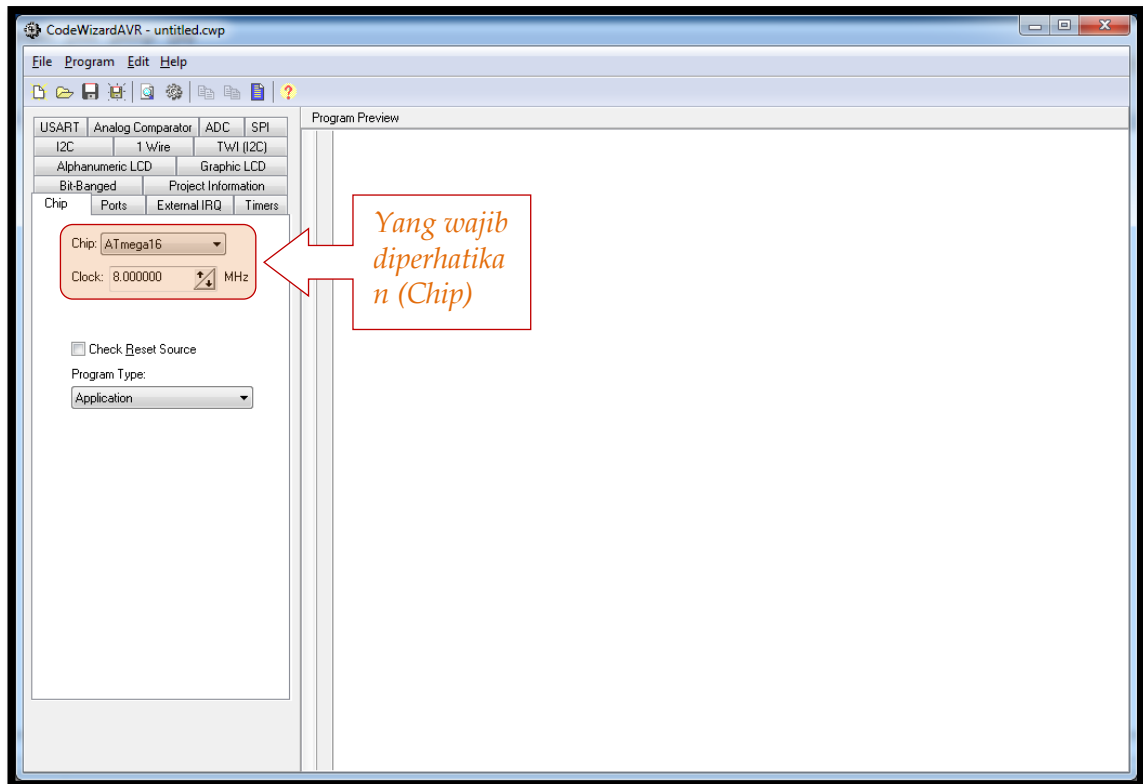 CodeWizardAVR - untitled.cwp
File Program Edit Help
USART Analog Comparator ADC SPI
I2C 1 Wire TWI (I2C)
Alphanumeric LCD Graphic LCD
Bit-Banged Project Information
Chip Ports External IRQ Timers
Chip: ATmega16
Clock: 8.000000 MHz
Check Reset Source
Program Type:
Application
Program Preview
Yang wajib
diperhatika
n (Chip)